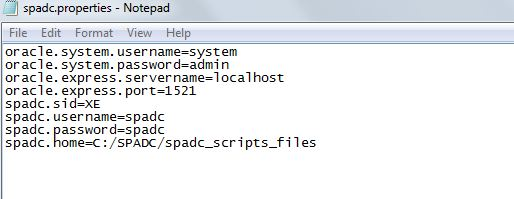 spadc.properties - Notepad
File Edit Format View Help
oracle.system.username=system
oracle.system.password=admin
oracle.express.servername=localhost
oracle.express.port=1521
spadc.sid=XE
spadc.username=spadc
spadc.password=spadc
spadc.home=C:/SPADC/spadc_scripts_files